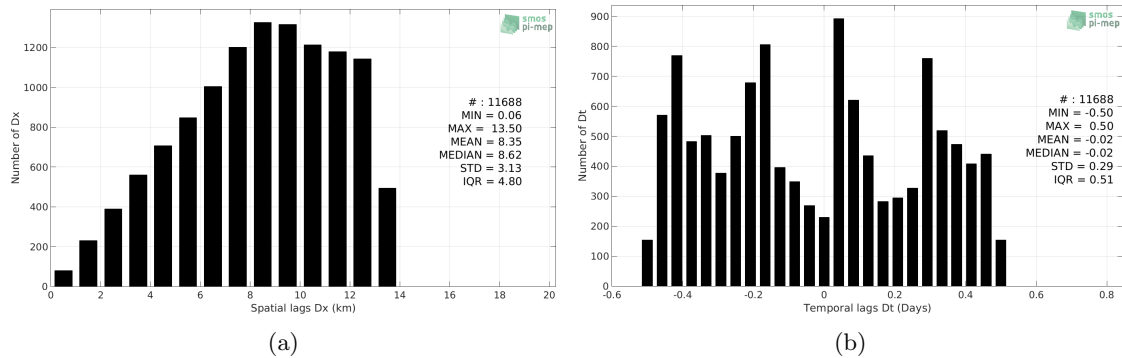 smos
pi-mep
Number of Dx
1200
1000
800
600
400
200
0
# : 11688
MIN = 0.06
MAX = 13.50
MEAN = 8.35
MEDIAN = 8.62
STD = 3.13
IQR = 4.80
0 2 4 6 8 10 12 14 16 18 20
Spatial lags Dx (km)
(a)
smos
pi-mep
Number of Dt
900
800
700
600
500
400
300
200
100
0
# : 11688
MIN = -0.50
MAX = 0.50
MEAN = -0.02
MEDIAN = -0.02
STD = 0.29
IQR = 0.51
-0.6 -0.4 -0.2 0 0.2 0.4 0.6 0.8
Temporal lags Dt (Days)
(b)